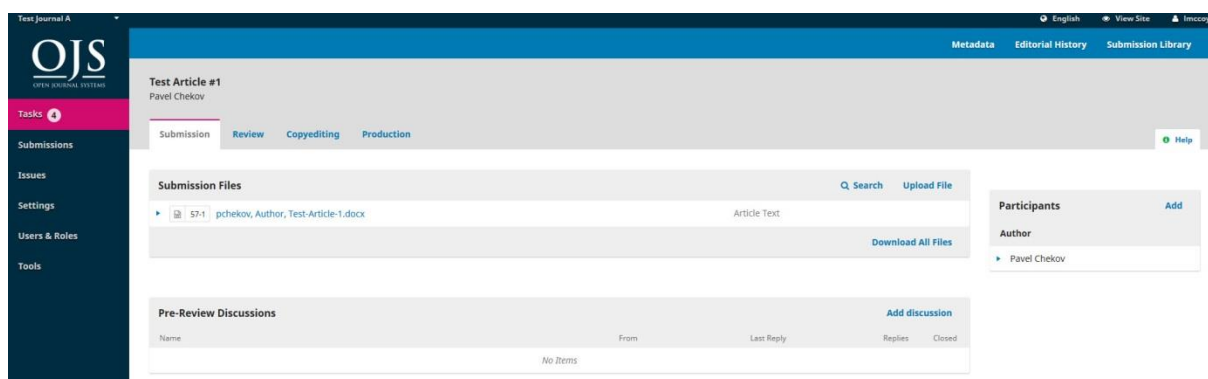 Test Journal A
English View Site lmccoy
OJS
OPEN JOURNAL SYSTEMS
Metadata Editorial History Submission Library
Test Article #1
Pavel Chekov
Tasks 4
Submissions
Issues
Settings
Users & Roles
Tools
Submission Review Copyediting Production
Help
Submission Files Search Upload File
57-1 pchekov, Author, Test-Article-1.docx Article Text
Download All Files
Participants Add
Author
Pavel Chekov
Pre-Review Discussions Add discussion
Name From Last Reply Replies Closed
No Items